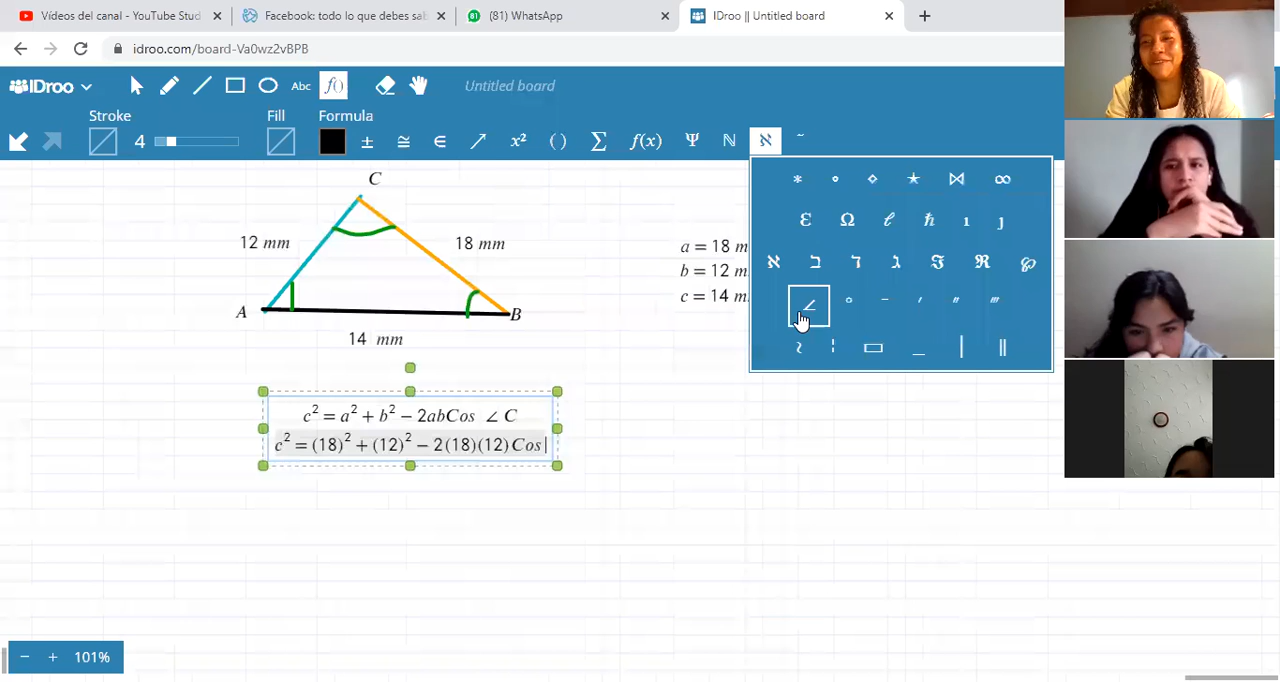 Vídeos del canal - YouTube Stud
Facebook: todo lo que debes sab
(81) WhatsApp
IDroo || Untitled board
idroo.com/board-Va0wz2vBPB
IDroo
Abc
f()
Untitled board
Stroke
Fill
Formula
4
± ≅ ∈ ↗ x² ( ) ∑ f(x) Ψ ℕ ℵ ~
∗ ∘ ⋄ ⋆ ⋈ ∞
Ɛ Ω ℓ ℏ ı ȷ
ℵ ℶ ℸ ℷ ℑ ℜ ℘
∠ ° ‾ ′ ″ ‴
≀ ¦ ▭ _ | ‖
C
12 mm
18 mm
A
B
14 mm
a = 18 m
b = 12 m
c = 14 m
c² = a² + b² − 2abCos ∠ C
c² = (18)² + (12)² − 2(18)(12) Cos
− + 101%